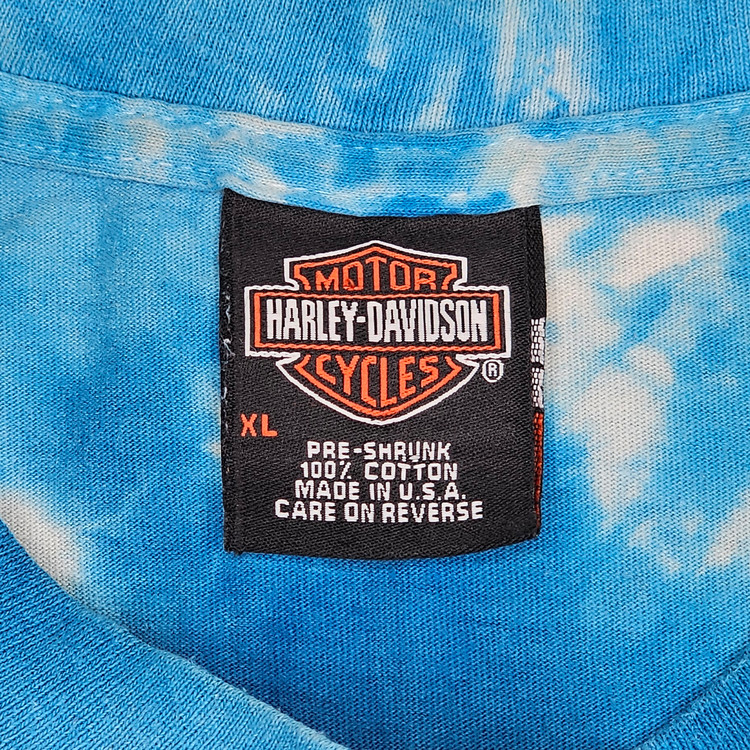 MOTOR
HARLEY-DAVIDSON
CYCLES
®
XL
PRE-SHRUNK
100% COTTON
MADE IN U.S.A.
CARE ON REVERSE